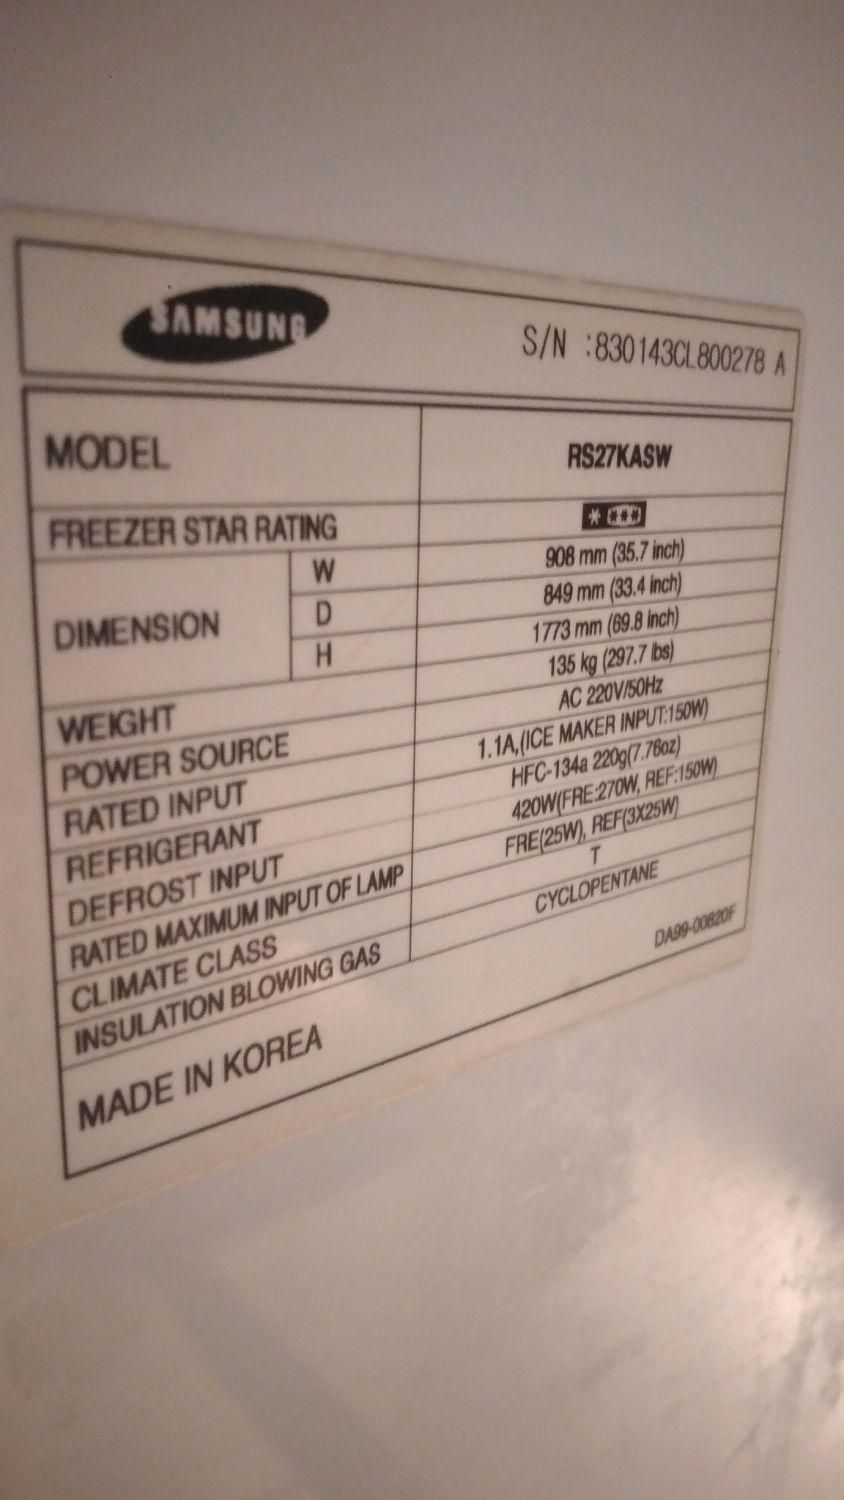 SAMSUNG
S/N :830143CL800278 A
MODEL RS27KASW
FREEZER STAR RATING * ***
DIMENSION W 908 mm (35.7 inch)
D 849 mm (33.4 inch)
H 1773 mm (69.8 inch)
WEIGHT 135 kg (297.7 lbs)
POWER SOURCE AC 220V/50Hz
RATED INPUT 1.1A,(ICE MAKER INPUT:150W)
REFRIGERANT HFC-134a 220g(7.76oz)
DEFROST INPUT 420W(FRE:270W, REF:150W)
RATED MAXIMUM INPUT OF LAMP FRE(25W), REF(3X25W)
CLIMATE CLASS T
INSULATION BLOWING GAS CYCLOPENTANE
DA99-00820F
MADE IN KOREA